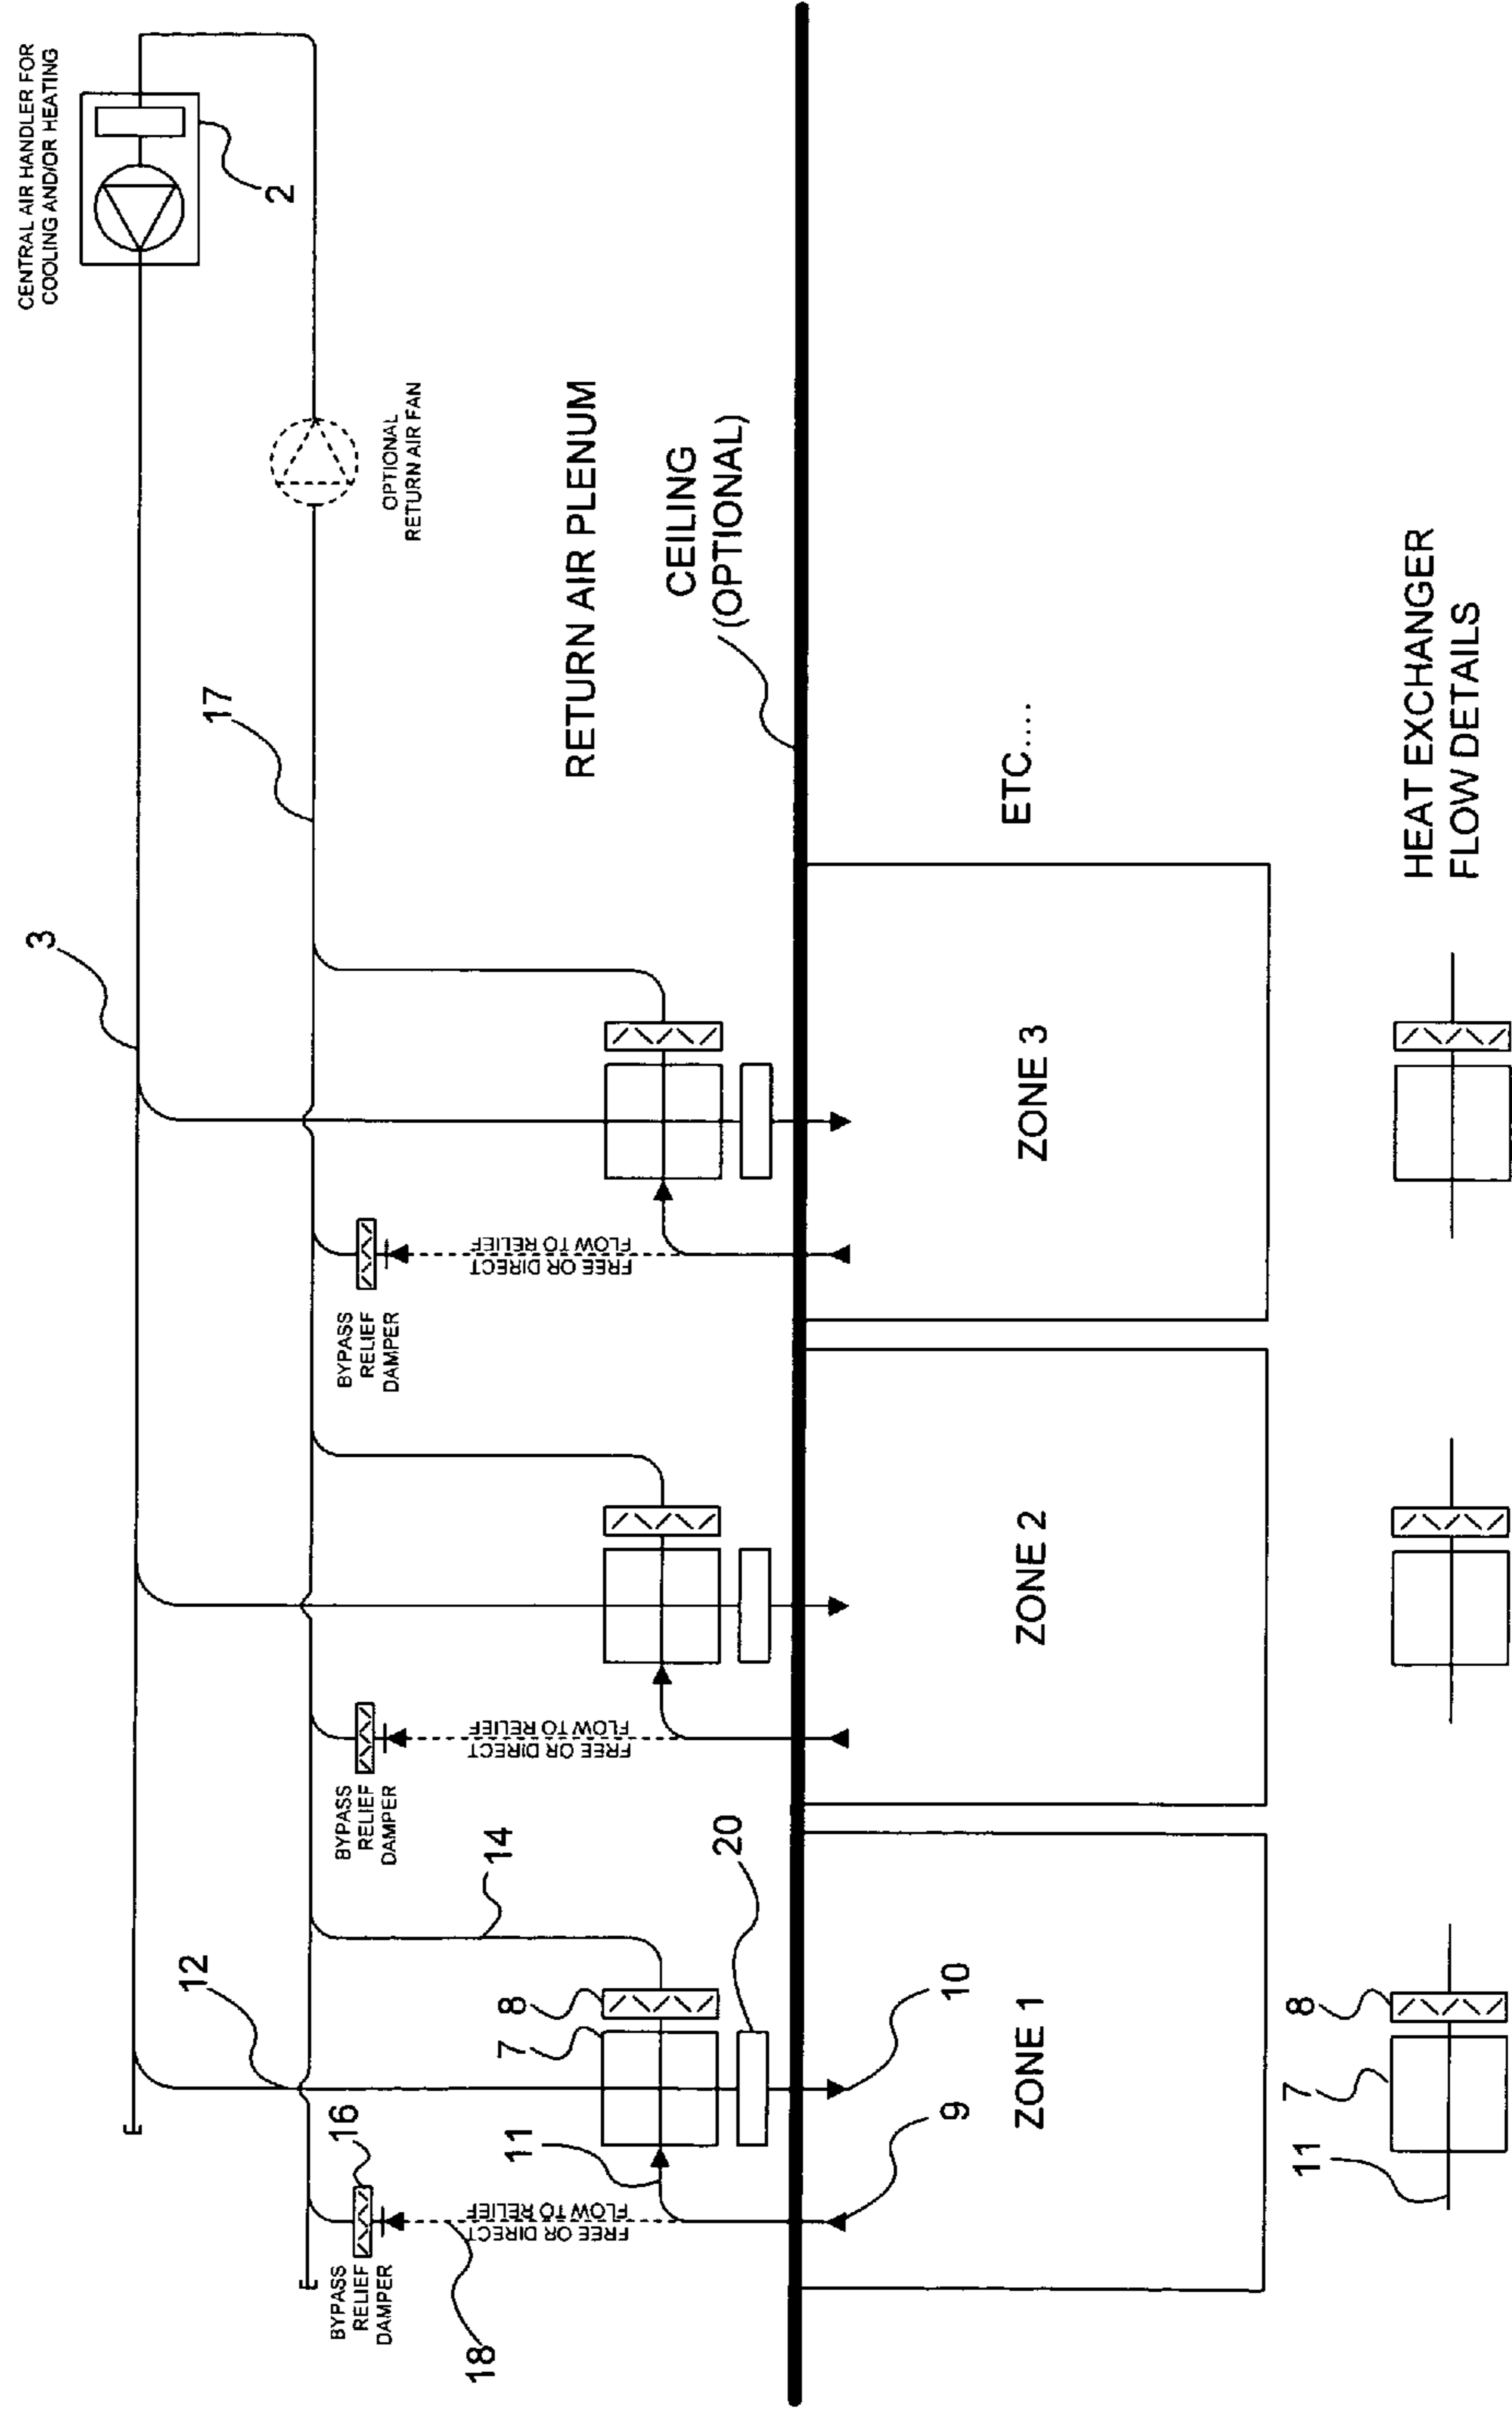 CENTRAL AIR HANDLER FOR
COOLING AND/OR HEATING
2
3
17
OPTIONAL
RETURN AIR FAN
12
16
BYPASS
RELIEF
DAMPER
BYPASS
RELIEF
DAMPER
BYPASS
RELIEF
DAMPER
18
FREE OR DIRECT
FLOW TO RELIEF
FREE OR DIRECT
FLOW TO RELIEF
FREE OR DIRECT
FLOW TO RELIEF
14
RETURN AIR PLENUM
11
7
8
20
CEILING
(OPTIONAL)
9
10
ZONE 1
ZONE 2
ZONE 3
ETC....
11
7
8
HEAT EXCHANGER
FLOW DETAILS